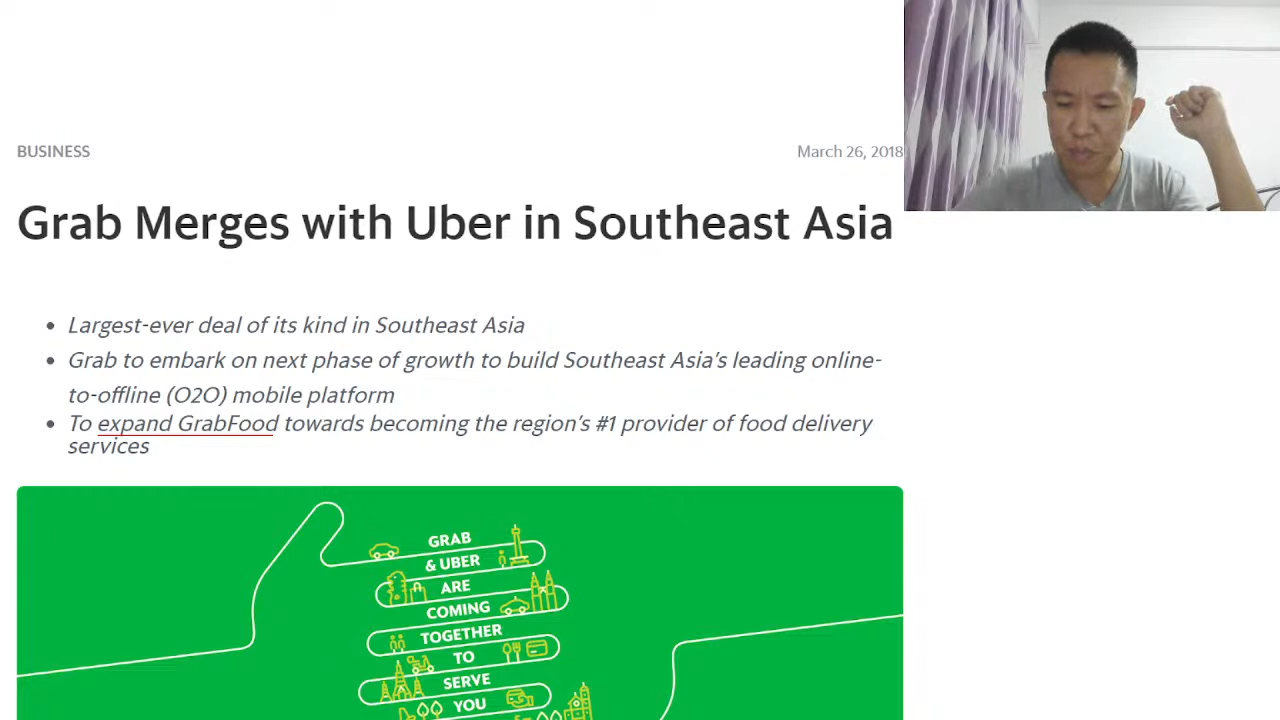 BUSINESS
March 26, 2018
Grab Merges with Uber in Southeast Asia
Largest-ever deal of its kind in Southeast Asia
Grab to embark on next phase of growth to build Southeast Asia's leading online-
to-offline (O2O) mobile platform
To expand GrabFood towards becoming the region's #1 provider of food delivery
services
GRAB
& UBER
ARE
COMING
TOGETHER
TO
SERVE
YOU